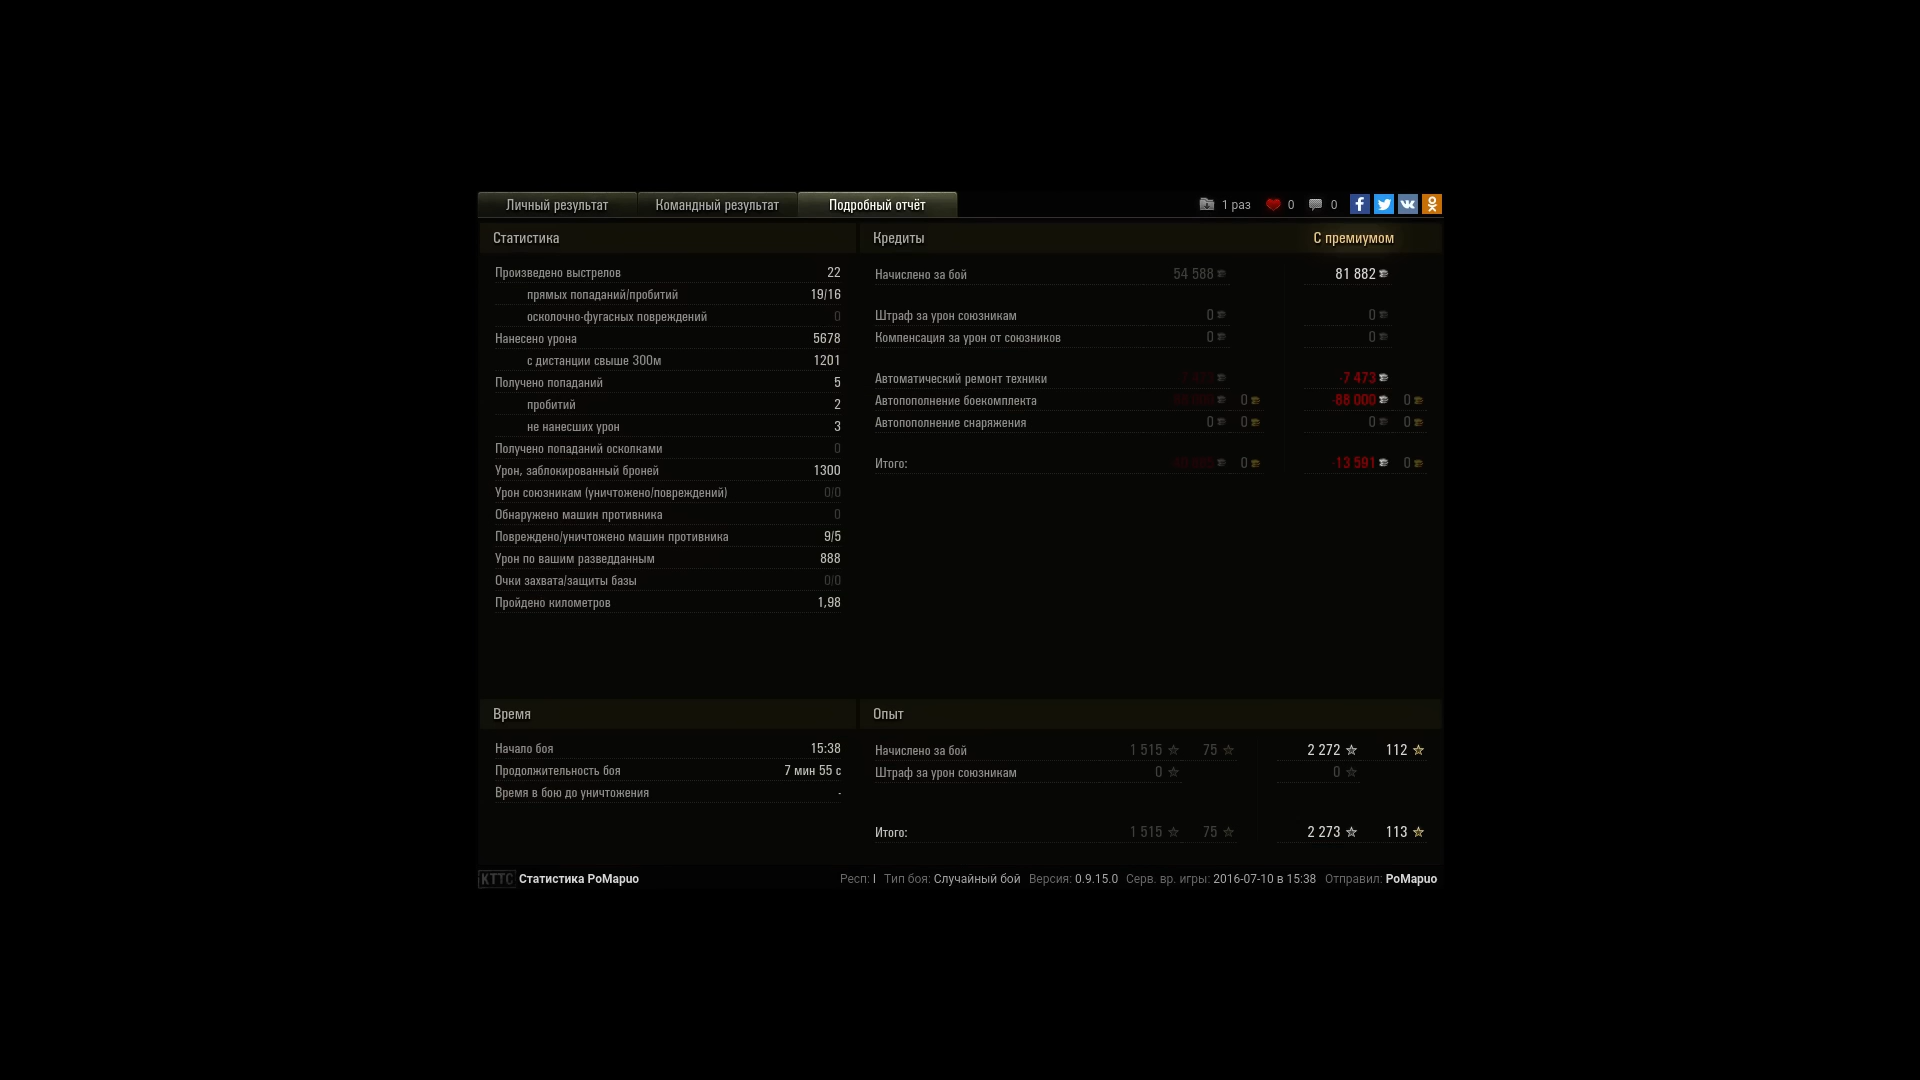 Личный результат Командный результат Подробный отчёт 1 раз 0 0
Статистика
Произведено выстрелов 22
прямых попаданий/пробитий 19/16
осколочно-фугасных повреждений 0
Нанесено урона 5678
с дистанции свыше 300м 1201
Получено попаданий 5
пробитий 2
не нанесших урон 3
Получено попаданий осколками 0
Урон, заблокированный броней 1300
Урон союзникам (уничтожено/повреждений) 0/0
Обнаружено машин противника 0
Повреждено/уничтожено машин противника 9/5
Урон по вашим разведданным 888
Очки захвата/защиты базы 0/0
Пройдено километров 1,98
Кредиты С премиумом
Начислено за бой 54 588 81 882
Штраф за урон союзникам 0 0
Компенсация за урон от союзников 0 0
Автоматический ремонт техники -7 473
Автопополнение боекомплекта 0 -88 000 0
Автопополнение снаряжения 0 0 0 0
Итого: 0 -13 591 0
Время
Начало боя 15:38
Продолжительность боя 7 мин 55 с
Время в бою до уничтожения -
Опыт
Начислено за бой 1 515 75 2 272 112
Штраф за урон союзникам 0 0
Итого: 1 515 75 2 273 113
КТТС Статистика PoMapuo Респ: I Тип боя: Случайный бой Версия: 0.9.15.0 Серв. вр. игры: 2016-07-10 в 15:38 Отправил: PoMapuo